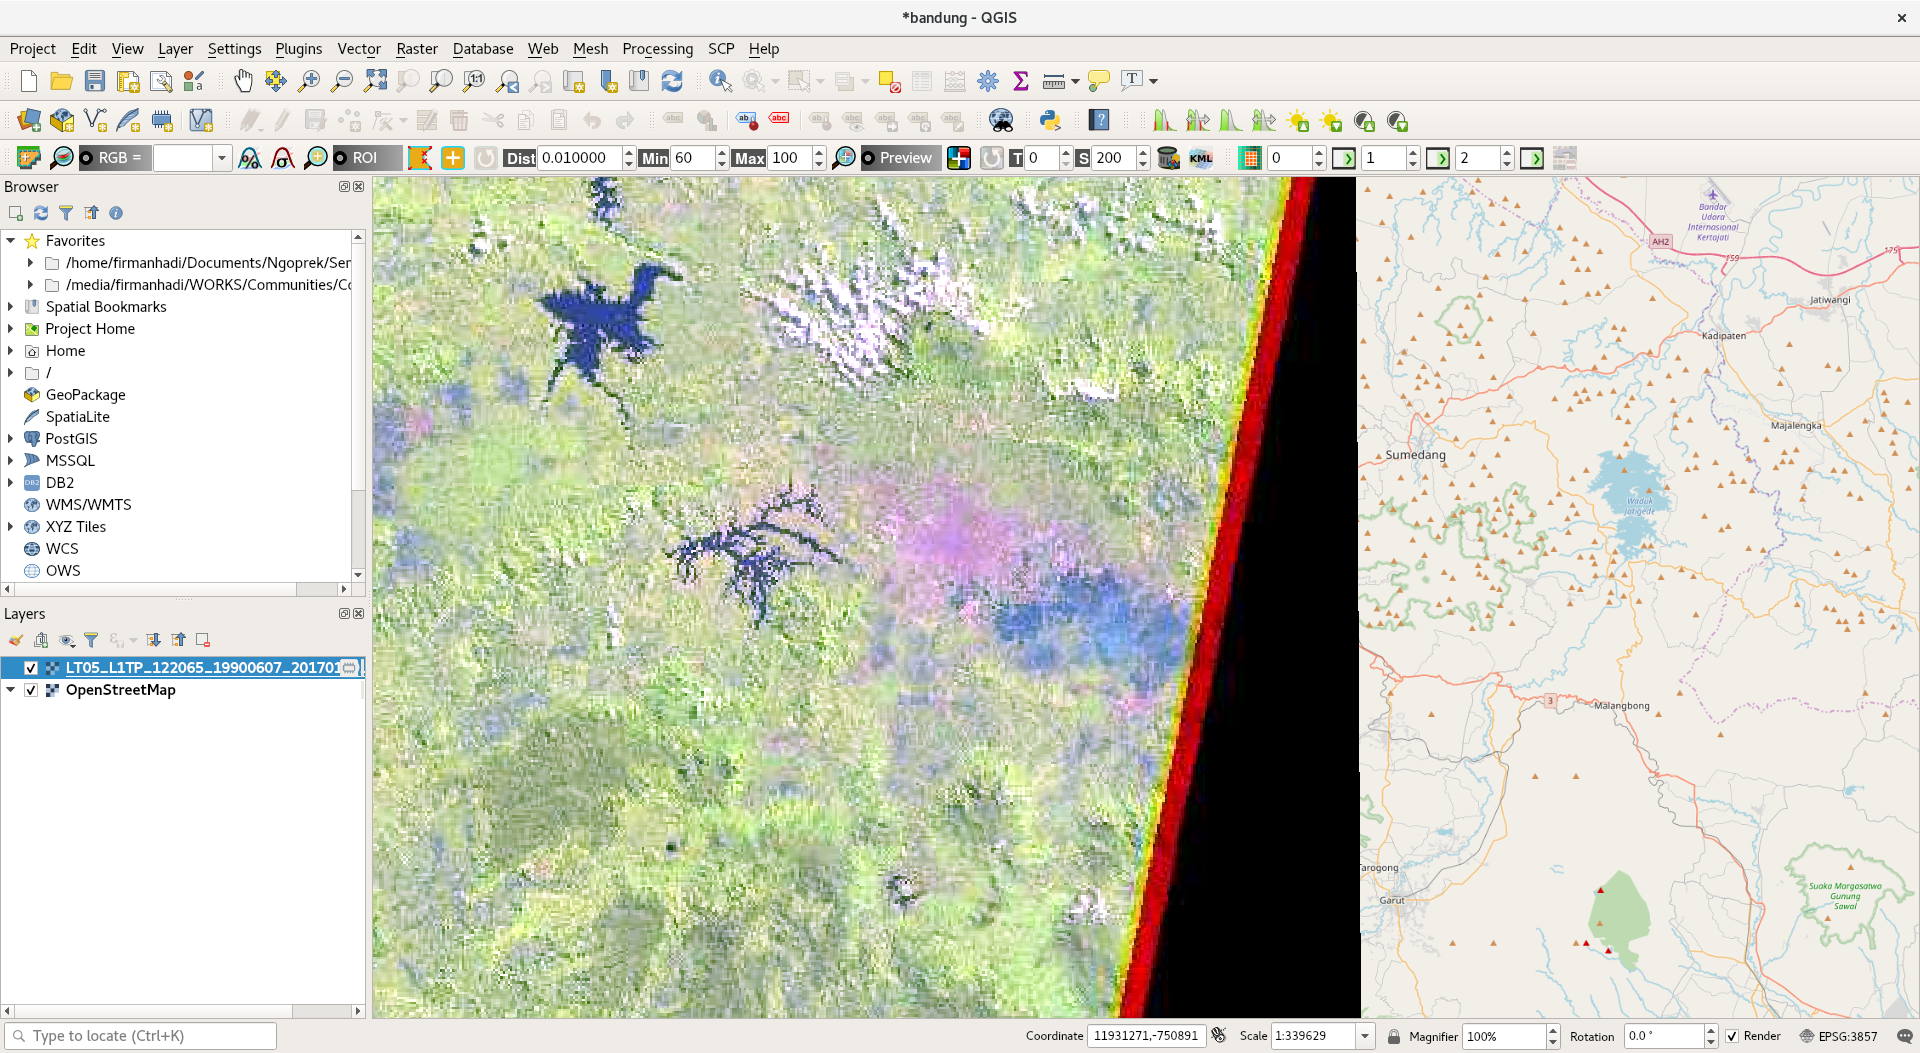 *bandung - QGIS
Project Edit View Layer Settings Plugins Vector Raster Database Web Mesh Processing SCP Help
RGB = ROI Dist 0.010000 Min 60 Max 100 Preview T 0 S 200 KML 0 1 2
Browser
Favorites
/home/firmanhadi/Documents/Ngoprek/Ser
/media/firmanhadi/WORKS/Communities/Co
Spatial Bookmarks
Project Home
Home
/
GeoPackage
SpatiaLite
PostGIS
MSSQL
DB2
WMS/WMTS
XYZ Tiles
WCS
OWS
Layers
LT05_L1TP_122065_19900607_20170
OpenStreetMap
Bandar
Udara
Internasional
Kertajati
AH2
159
175
Jatiwangi
Kadipaten
Majalengka
Sumedang
Waduk
Jatigede
3
Malangbong
Tarogong
Garut
Suaka Margasatwa
Gunung
Sawal
Type to locate (Ctrl+K)
Coordinate 11931271,-750891 Scale 1:339629 Magnifier 100% Rotation 0.0 ° Render EPSG:3857